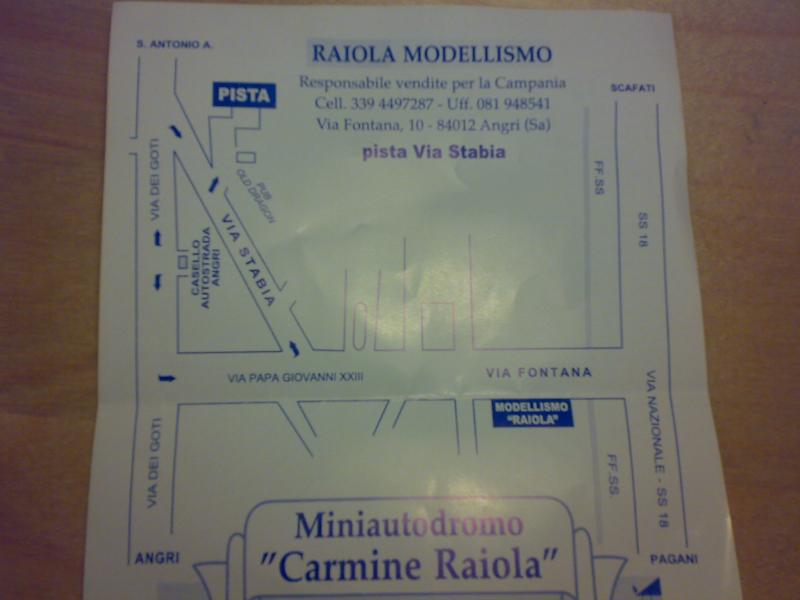 S. ANTONIO A.
RAIOLA MODELLISMO
Responsabile vendite per la Campania
Cell. 339 4497287 - Uff. 081 948541
Via Fontana, 10 - 84012 Angri (Sa)
pista Via Stabia
PISTA
SCAFATI
VIA DEI GOTI
PUB
OLD DRAGON
FF.SS
SS 18
VIA STABIA
CASELLO
AUTOSTRADA
ANGRI
VIA PAPA GIOVANNI XXIII
VIA FONTANA
MODELLISMO
"RAIOLA"
VIA DEI GOTI
FF.SS.
VIA NAZIONALE - SS 18
ANGRI
PAGANI
Miniautodromo
"Carmine Raiola"